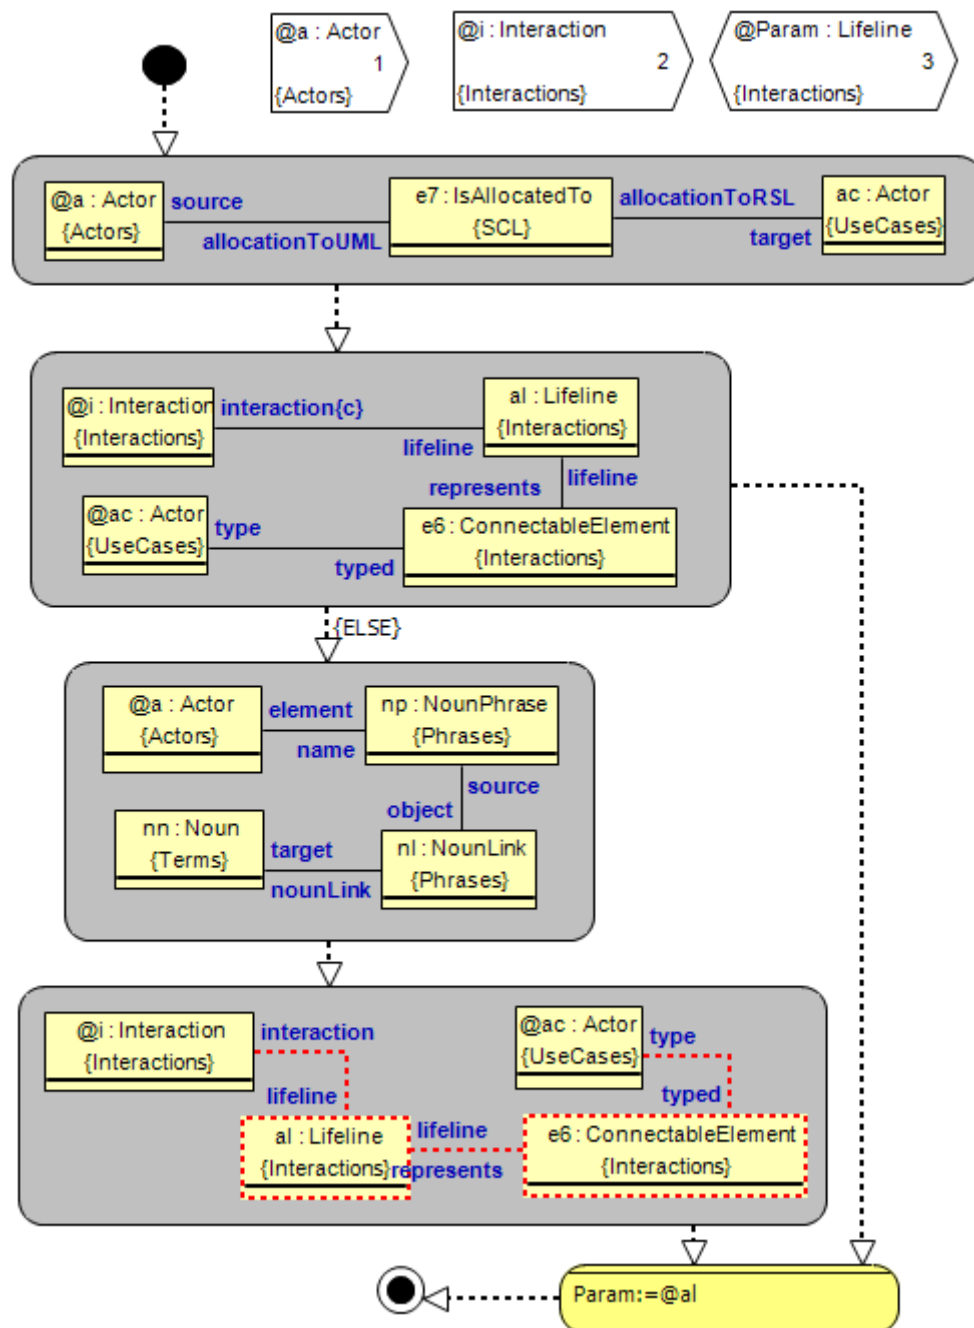 @a : Actor
1
{Actors}
@i : Interaction
2
{Interactions}
@Param : Lifeline
3
{Interactions}
@a : Actor
{Actors}
source
allocationToUML
e7: IsAllocatedTo
{SCL}
allocationToRSL
target
ac: Actor
{UseCases}
@i: Interaction
{Interactions}
interaction{c}
lifeline
al : Lifeline
{Interactions}
represents
lifeline
@ac : Actor
{UseCases}
type
typed
e6: ConnectableElement
{Interactions}
{ELSE}
@a : Actor
{Actors}
element
name
np: NounPhrase
{Phrases}
source
object
nn: Noun
{Terms}
target
nounLink
nl: NounLink
{Phrases}
@i: Interaction
{Interactions}
interaction
lifeline
@ac : Actor
{UseCases}
type
typed
al : Lifeline
{Interactions}
lifeline
represents
e6: ConnectableElement
{Interactions}
Param:=@al